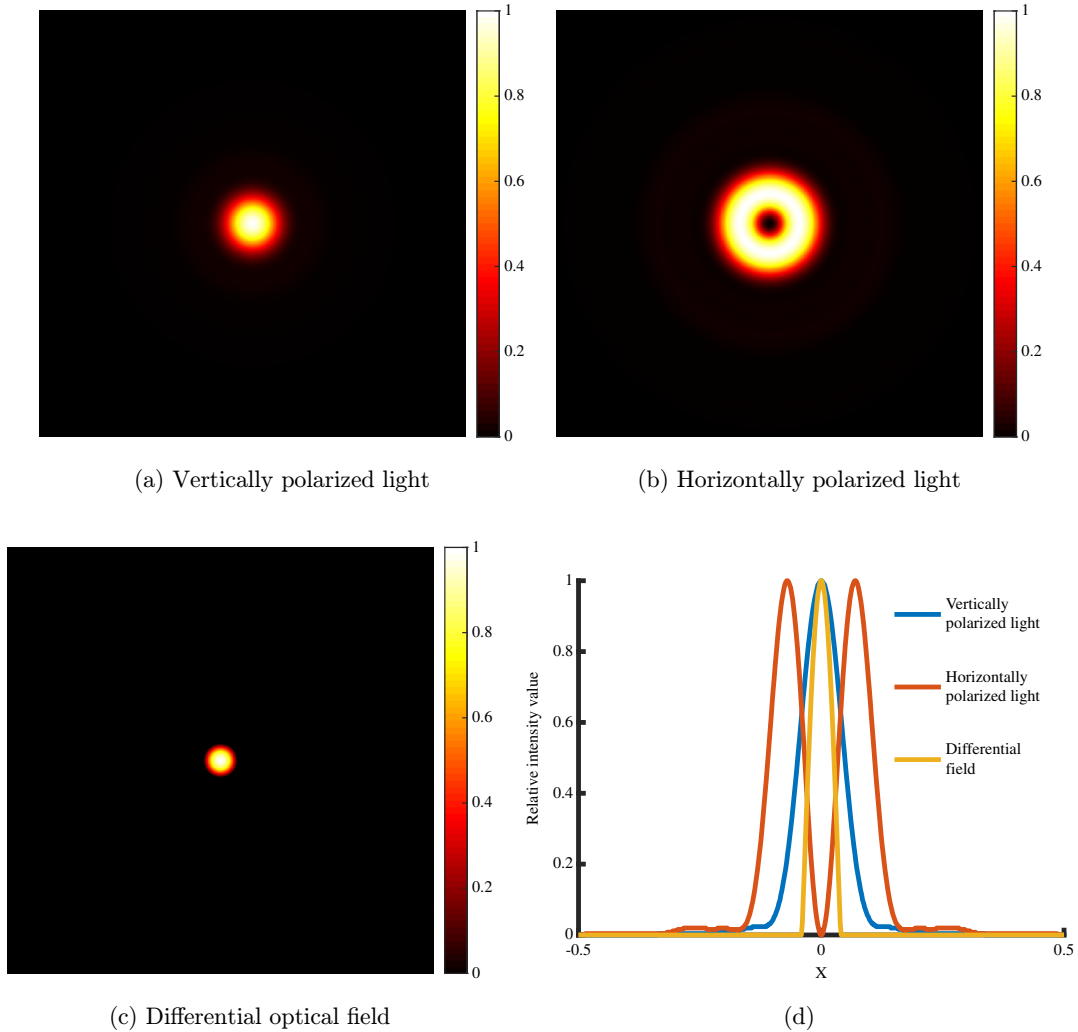 1
0.8
0.6
0.4
0.2
0
1
0.8
0.6
0.4
0.2
0
(a) Vertically polarized light
(b) Horizontally polarized light
1
0.8
0.6
0.4
0.2
0
(c) Differential optical field
1
0.8
0.6
0.4
0.2
0
Relative intensity value
-0.5
0
0.5
X
Vertically
polarized light
Horizontally
polarized light
Differential
field
(d)